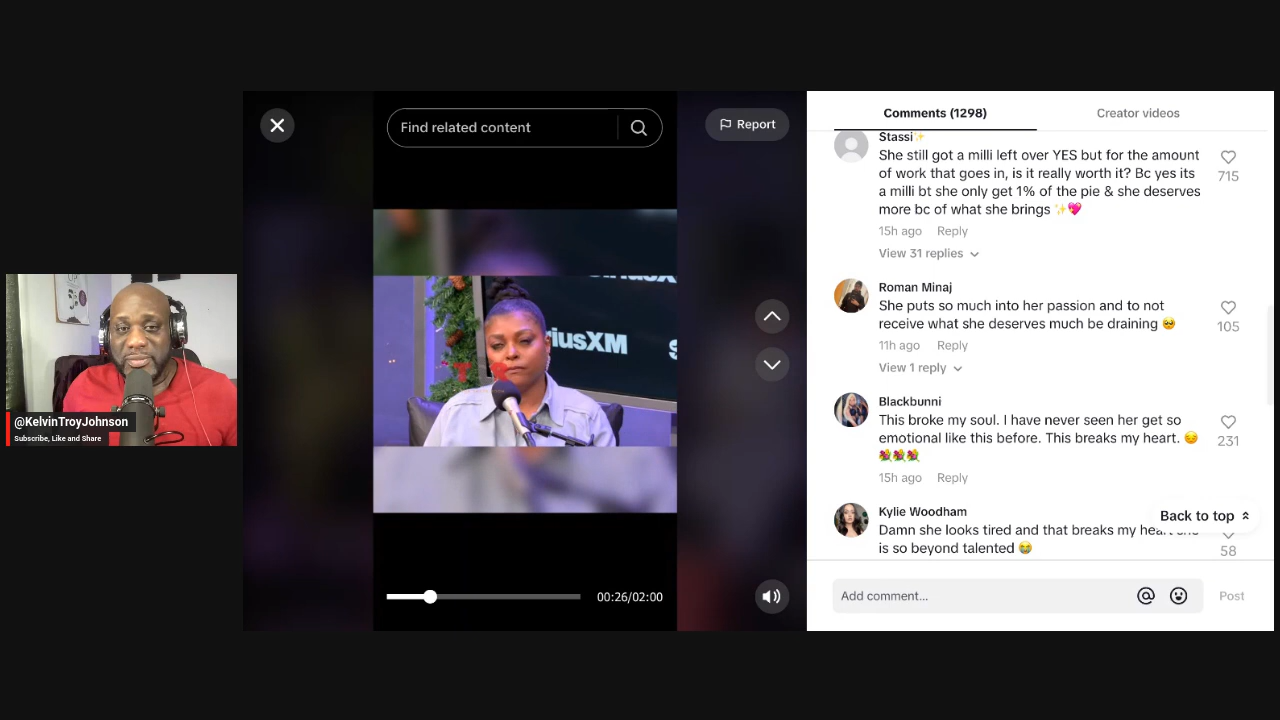 @KelvinTroyJohnson
Subscribe, Like and Share
Find related content
Report
SiriusXM
iriusXM
S
00:26/02:00
Comments (1298)
Creator videos
Stassi✨
She still got a milli left over YES but for the amount
of work that goes in, is it really worth it? Bc yes its
a milli bt she only get 1% of the pie & she deserves
more bc of what she brings ✨💖
715
15h ago Reply
View 31 replies
Roman Minaj
She puts so much into her passion and to not
receive what she deserves much be draining 🥺
105
11h ago Reply
View 1 reply
Blackbunni
This broke my soul. I have never seen her get so
emotional like this before. This breaks my heart. 😔
💐💐💐
231
15h ago Reply
Kylie Woodham
Damn she looks tired and that breaks my heart she
is so beyond talented 😭
58
Back to top
Add comment...
Post